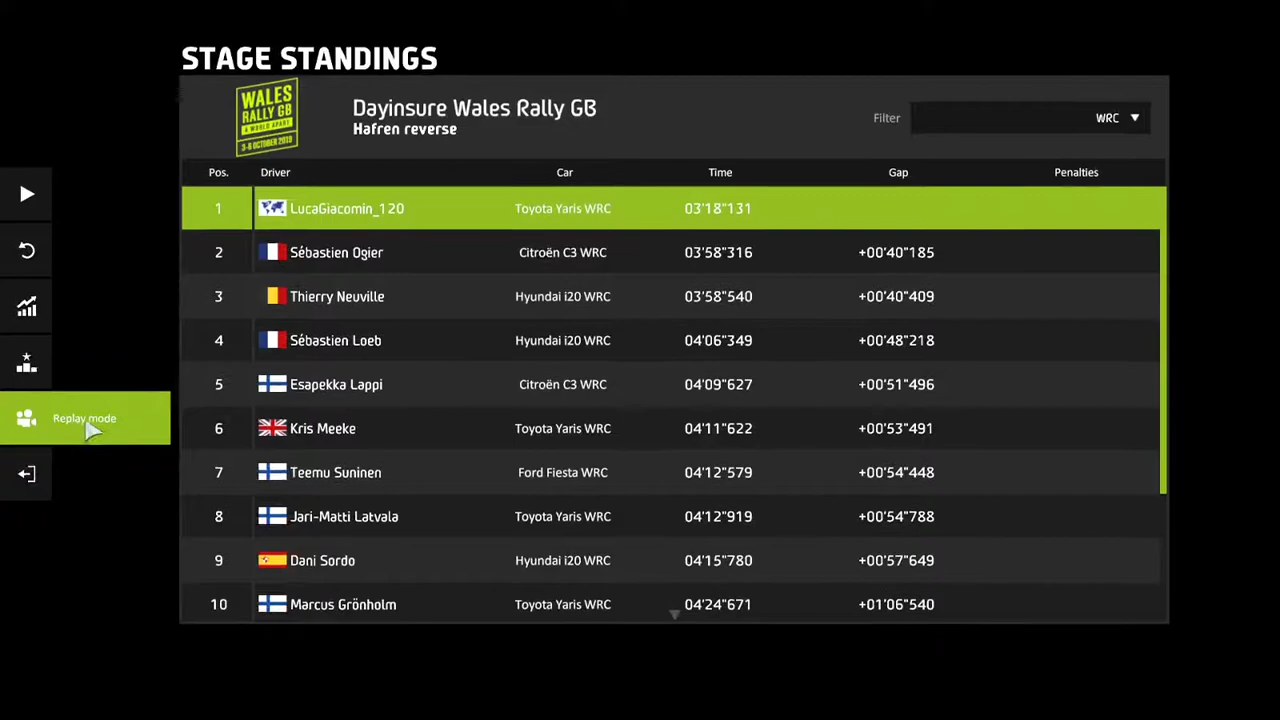 STAGE STANDINGS
WALES
RALLY GB
A WORLD APART
3-6 OCTOBER 2019
Dayinsure Wales Rally GB
Hafren reverse
Filter WRC
Pos. Driver Car Time Gap Penalties
1 LucaGiacomin_120 Toyota Yaris WRC 03'18"131
2 Sébastien Ogier Citroën C3 WRC 03'58"316 +00'40"185
3 Thierry Neuville Hyundai i20 WRC 03'58"540 +00'40"409
4 Sébastien Loeb Hyundai i20 WRC 04'06"349 +00'48"218
5 Esapekka Lappi Citroën C3 WRC 04'09"627 +00'51"496
6 Kris Meeke Toyota Yaris WRC 04'11"622 +00'53"491
7 Teemu Suninen Ford Fiesta WRC 04'12"579 +00'54"448
8 Jari-Matti Latvala Toyota Yaris WRC 04'12"919 +00'54"788
9 Dani Sordo Hyundai i20 WRC 04'15"780 +00'57"649
10 Marcus Grönholm Toyota Yaris WRC 04'24"671 +01'06"540
Replay mode